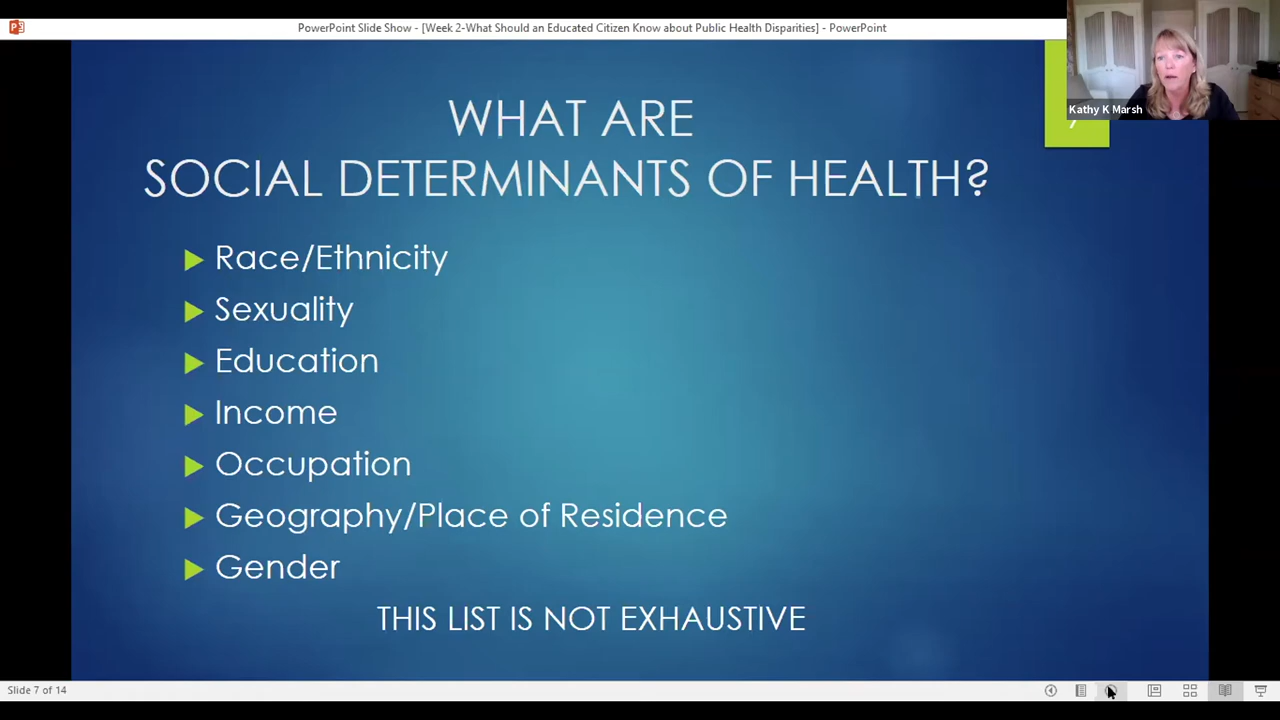 PowerPoint Slide Show - [Week 2-What Should an Educated Citizen Know about Public Health Disparities] - PowerPoint
Kathy K Marsh
WHAT ARE
SOCIAL DETERMINANTS OF HEALTH?
Race/Ethnicity
Sexuality
Education
Income
Occupation
Geography/Place of Residence
Gender
THIS LIST IS NOT EXHAUSTIVE
Slide 7 of 14